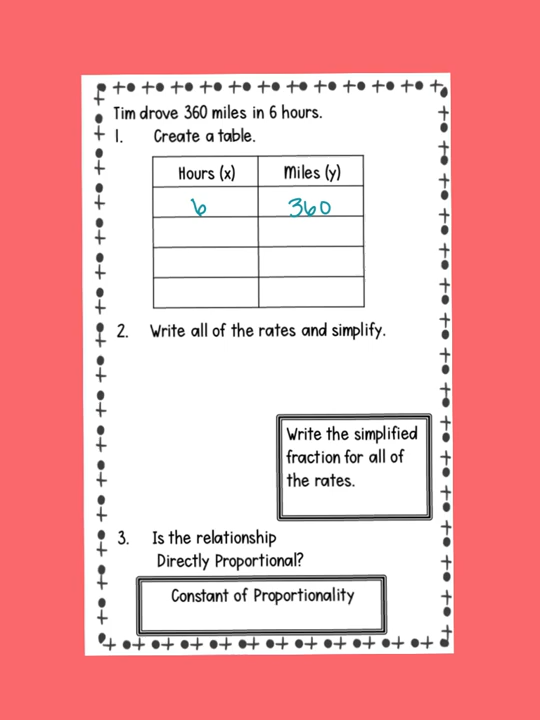 Tim drove 360 miles in 6 hours.
1. Create a table.
Hours (x) Miles (y)
6 360
2. Write all of the rates and simplify.
Write the simplified
fraction for all of
the rates.
3. Is the relationship
Directly Proportional?
Constant of Proportionality